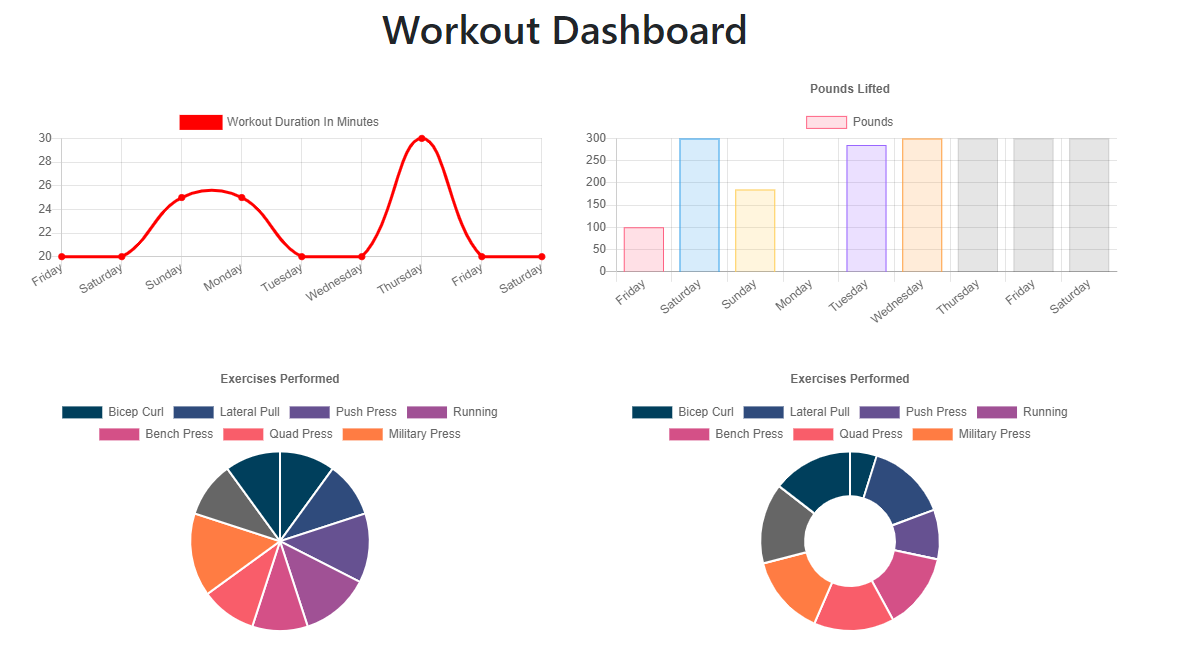 Workout Dashboard
Workout Duration In Minutes
30
28
26
24
22
20
Friday
Saturday
Sunday
Monday
Tuesday
Wednesday
Thursday
Friday
Saturday
Pounds Lifted
Pounds
300
250
200
150
100
50
0
Friday
Saturday
Sunday
Monday
Tuesday
Wednesday
Thursday
Friday
Saturday
Exercises Performed
Bicep Curl Lateral Pull Push Press Running
Bench Press Quad Press Military Press
Exercises Performed
Bicep Curl Lateral Pull Push Press Running
Bench Press Quad Press Military Press